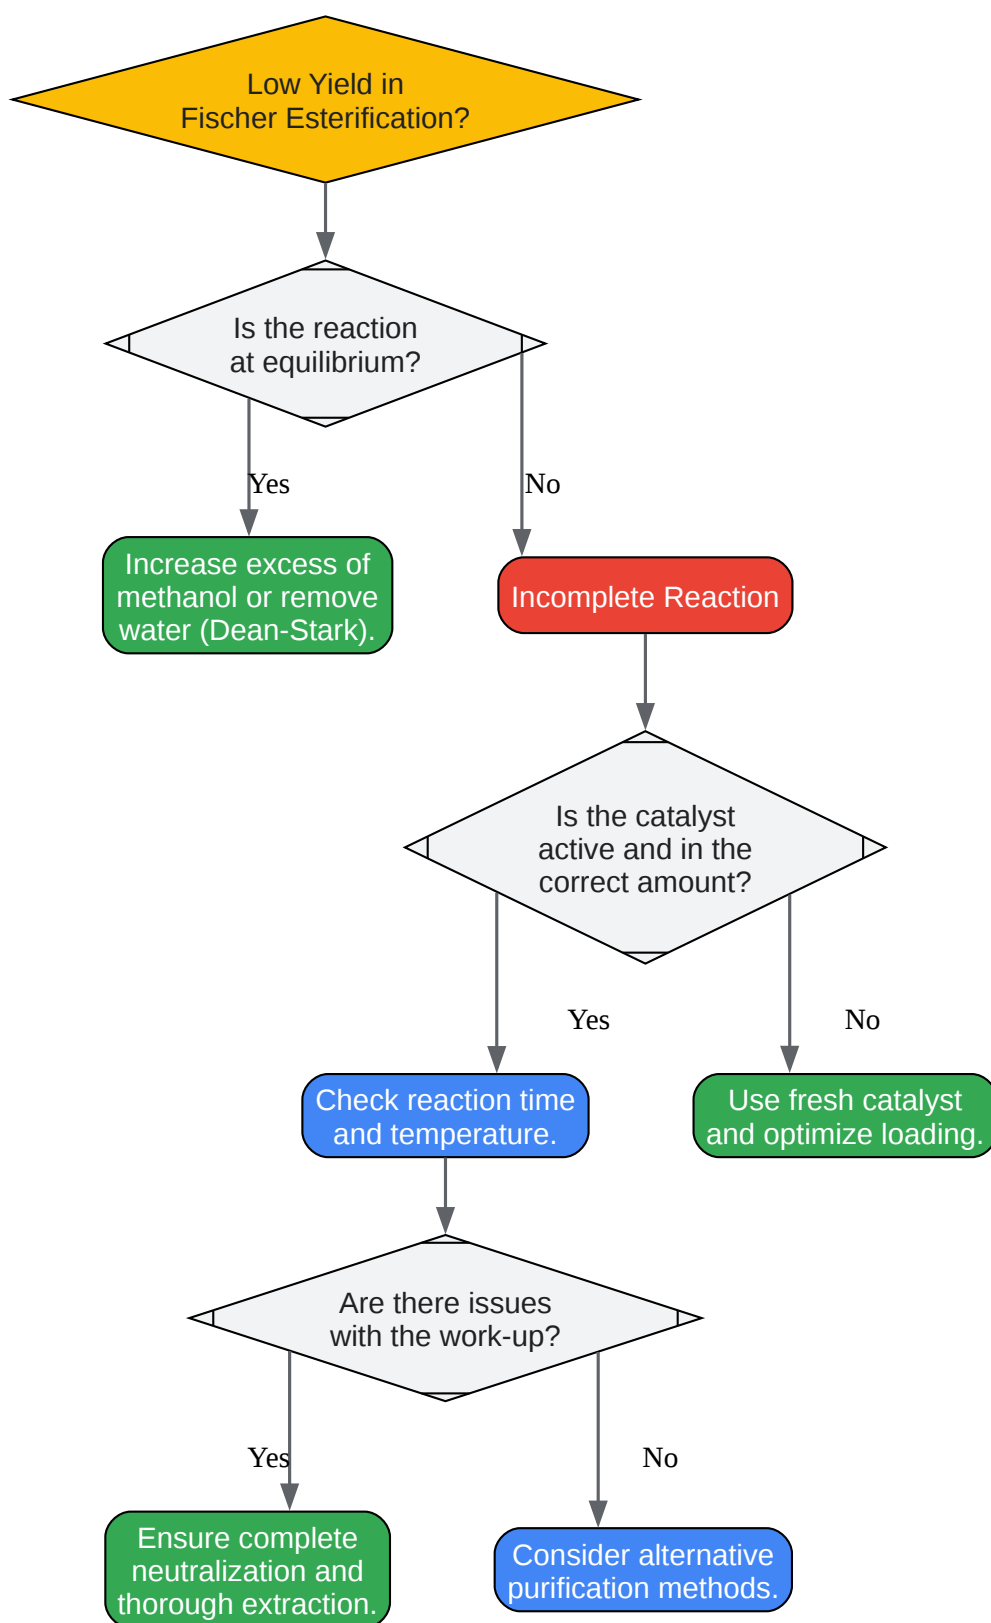 Low Yield in
Fischer Esterification?
Is the reaction
at equilibrium?
Yes
No
Increase excess of
methanol or remove
water (Dean-Stark).
Incomplete Reaction
Is the catalyst
active and in the
correct amount?
Yes
No
Check reaction time
and temperature.
Use fresh catalyst
and optimize loading.
Are there issues
with the work-up?
Yes
No
Ensure complete
neutralization and
thorough extraction.
Consider alternative
purification methods.